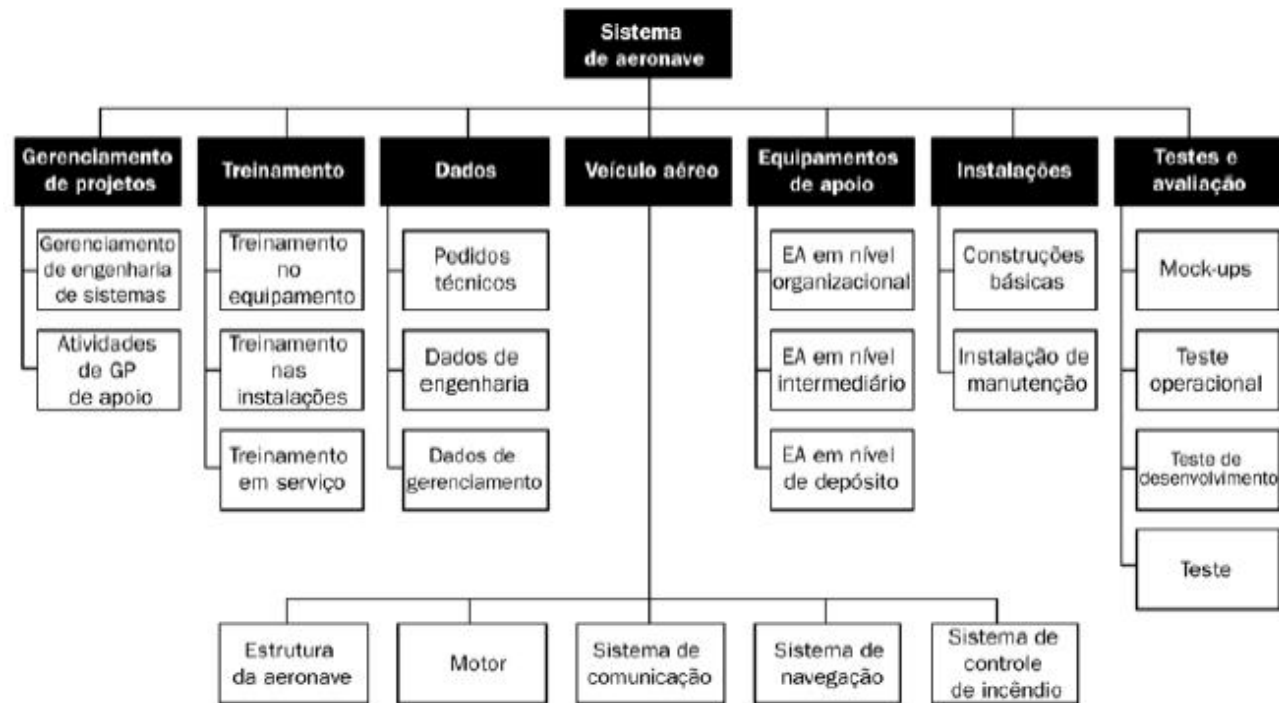 Sistema
de aeronave
Gerenciamento
de projetos
Treinamento
Dados
Veículo aéreo
Equipamentos
de apoio
Instalações
Testes e
avaliação
Gerenciamento
de engenharia
de sistemas
Atividades
de GP
de apoio
Treinamento
no
equipamento
Treinamento
nas
instalações
Treinamento
em serviço
Pedidos
técnicos
Dados de
engenharia
Dados de
gerenciamento
EA em nível
organizacional
EA em nível
intermediário
EA em nível
de depósito
Construções
básicas
Instalação de
manutenção
Mock-ups
Teste
operacional
Teste de
desenvolvimento
Teste
Estrutura
da aeronave
Motor
Sistema de
comunicação
Sistema de
navegação
Sistema de
controle
de incêndio